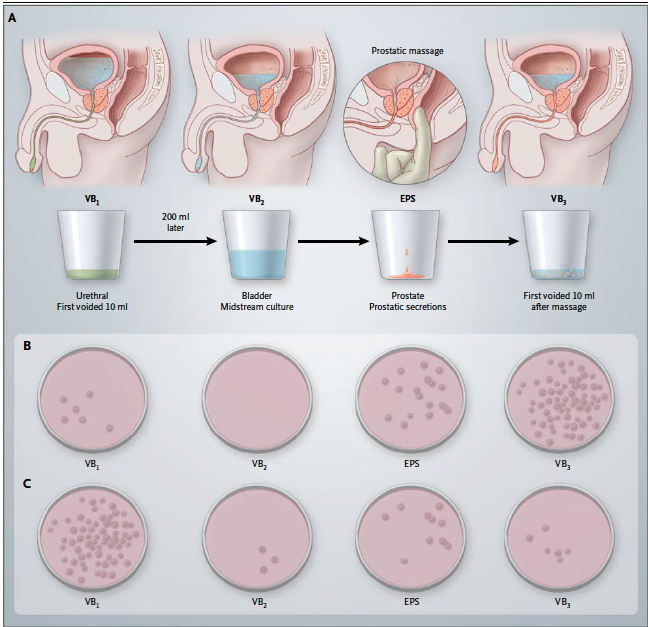 A
Prostatic massage
VB1
VB2
EPS
VB3
200 ml
later
Urethral
First voided 10 ml
Bladder
Midstream culture
Prostate
Prostatic secretions
First voided 10 ml
after massage
B
VB1
VB2
EPS
VB3
C
VB1
VB2
EPS
VB3